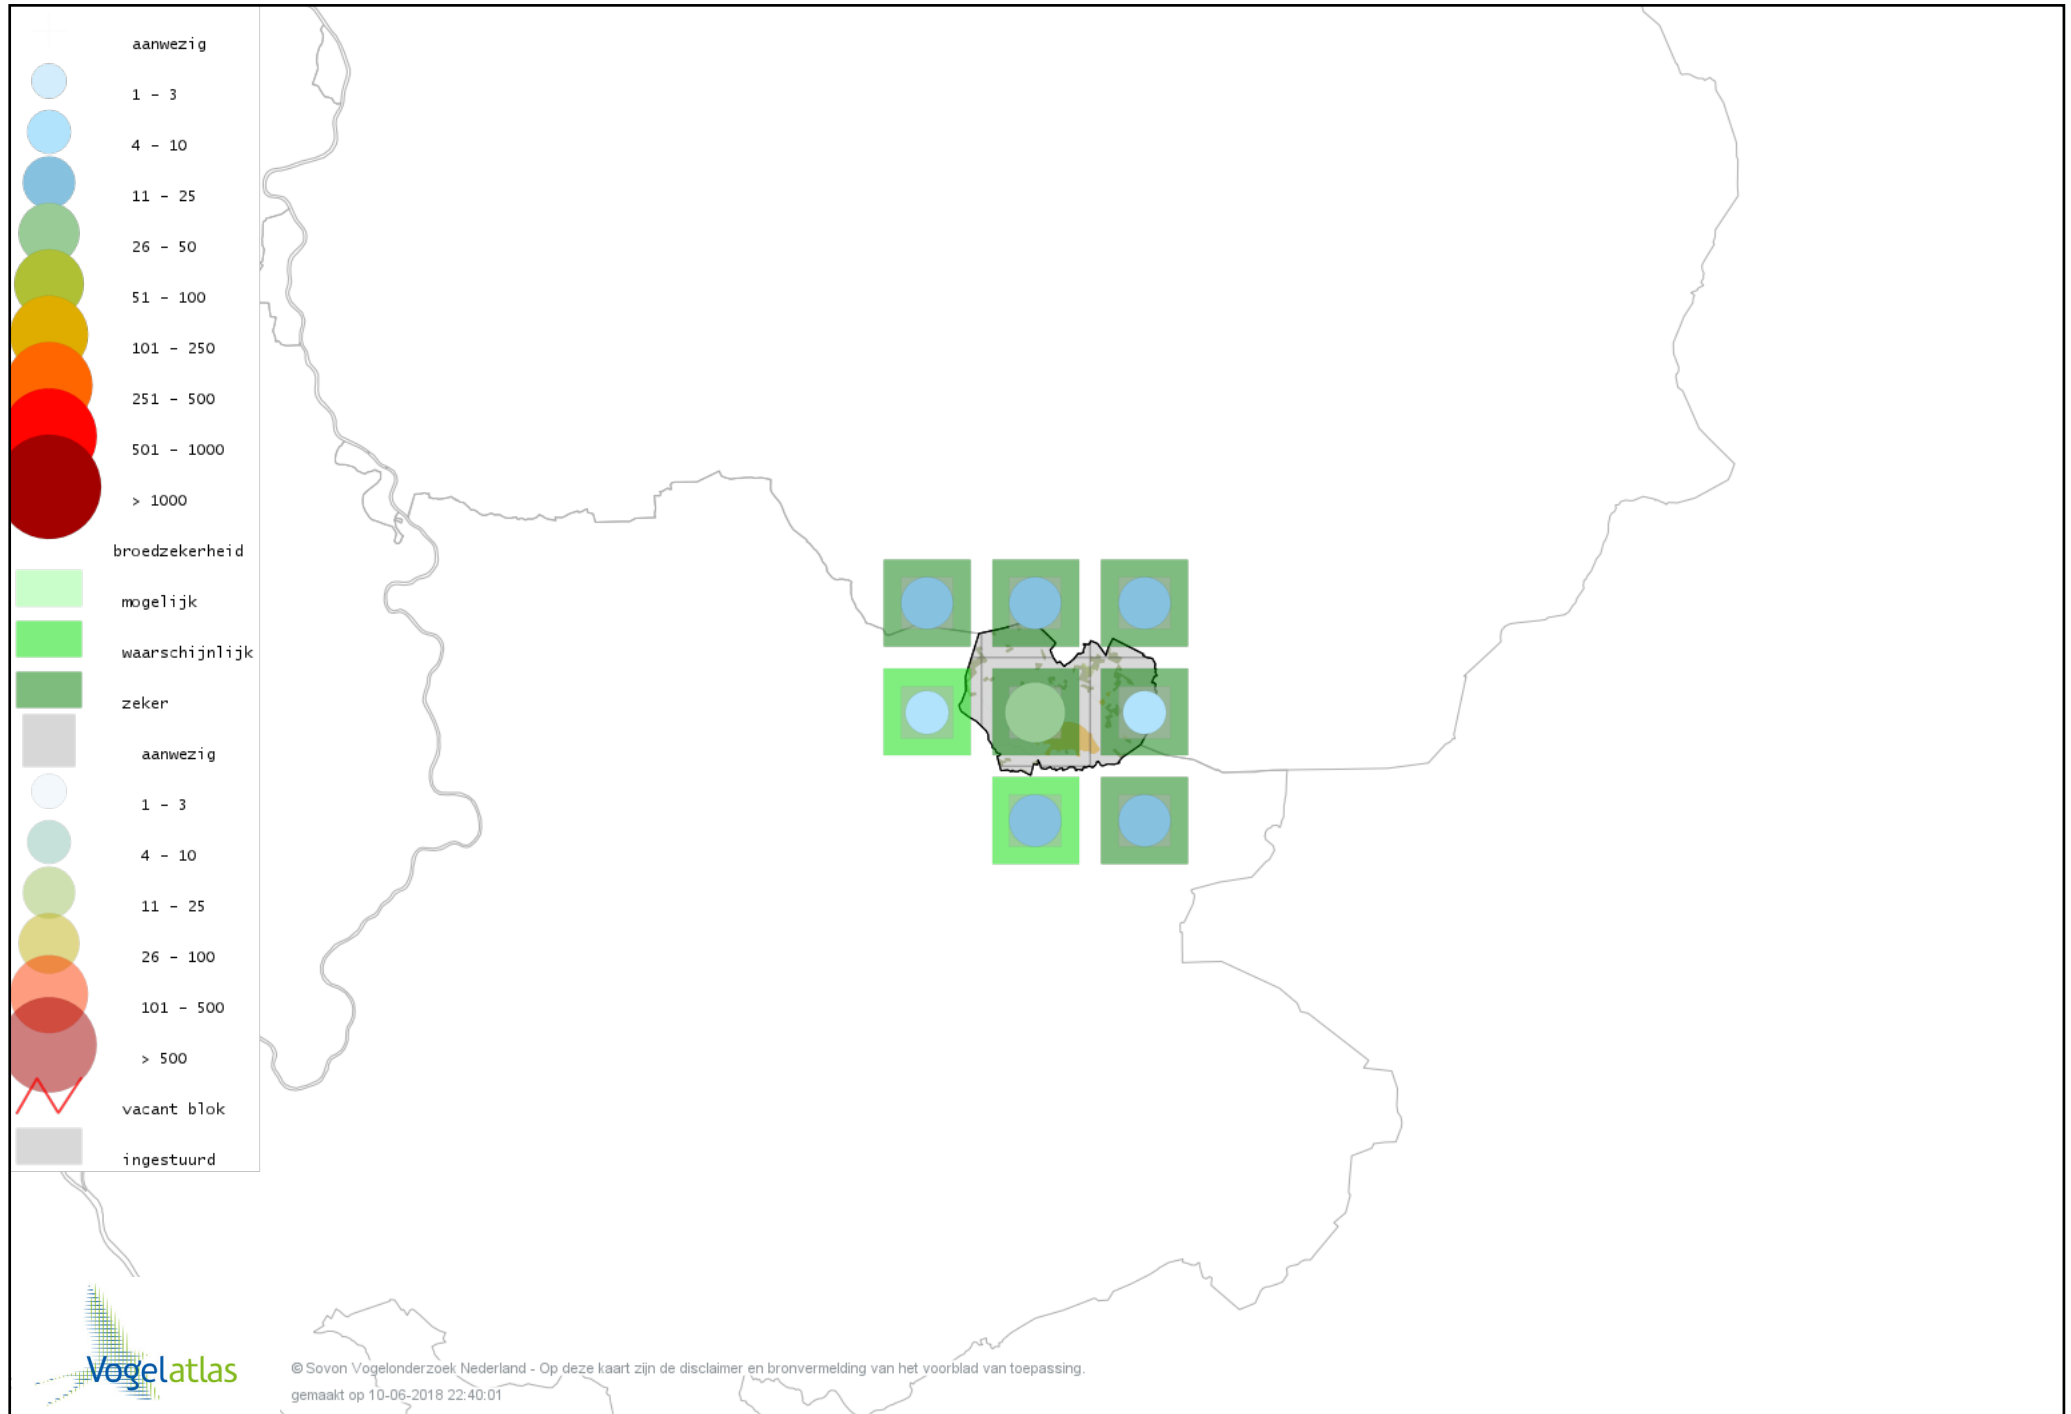 aanwezig
1 - 3
4 - 10
11 - 25
26 - 50
51 - 100
101 - 250
251 - 500
501 - 1000
> 1000
broedzekerheid
mogelijk
waarschijnlijk
zeker
aanwezig
1 - 3
4 - 10
11 - 25
26 - 100
101 - 500
> 500
vacant blok
ingestuurd
Vogelatlas
© Sovon Vogelonderzoek Nederland - Op deze kaart zijn de disclaimer en bronvermelding van het voorblad van toepassing.
gemaakt op 10-06-2018 22:40:01